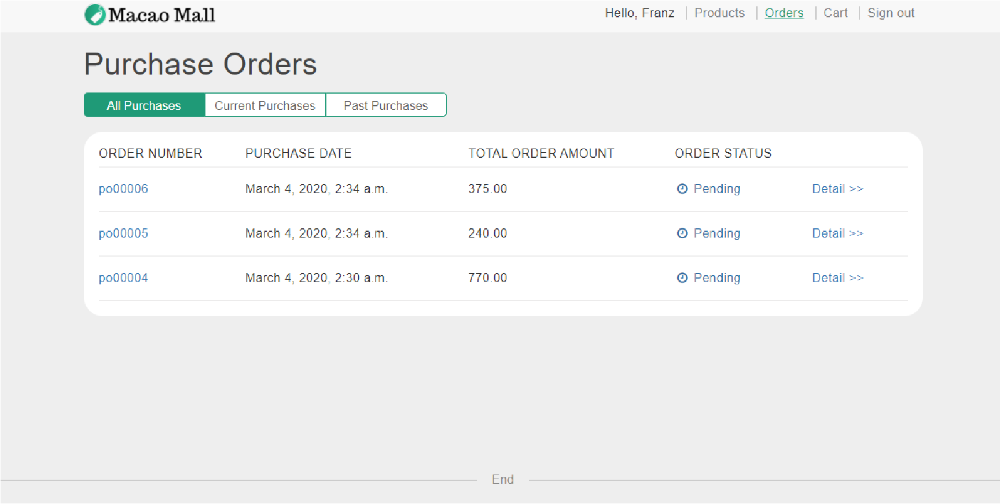 Macao Mall
Hello, Franz Products Orders Cart Sign out
Purchase Orders
All Purchases Current Purchases Past Purchases
ORDER NUMBER PURCHASE DATE TOTAL ORDER AMOUNT ORDER STATUS
po00006 March 4, 2020, 2:34 a.m. 375.00 Pending Detail >>
po00005 March 4, 2020, 2:34 a.m. 240.00 Pending Detail >>
po00004 March 4, 2020, 2:30 a.m. 770.00 Pending Detail >>
End